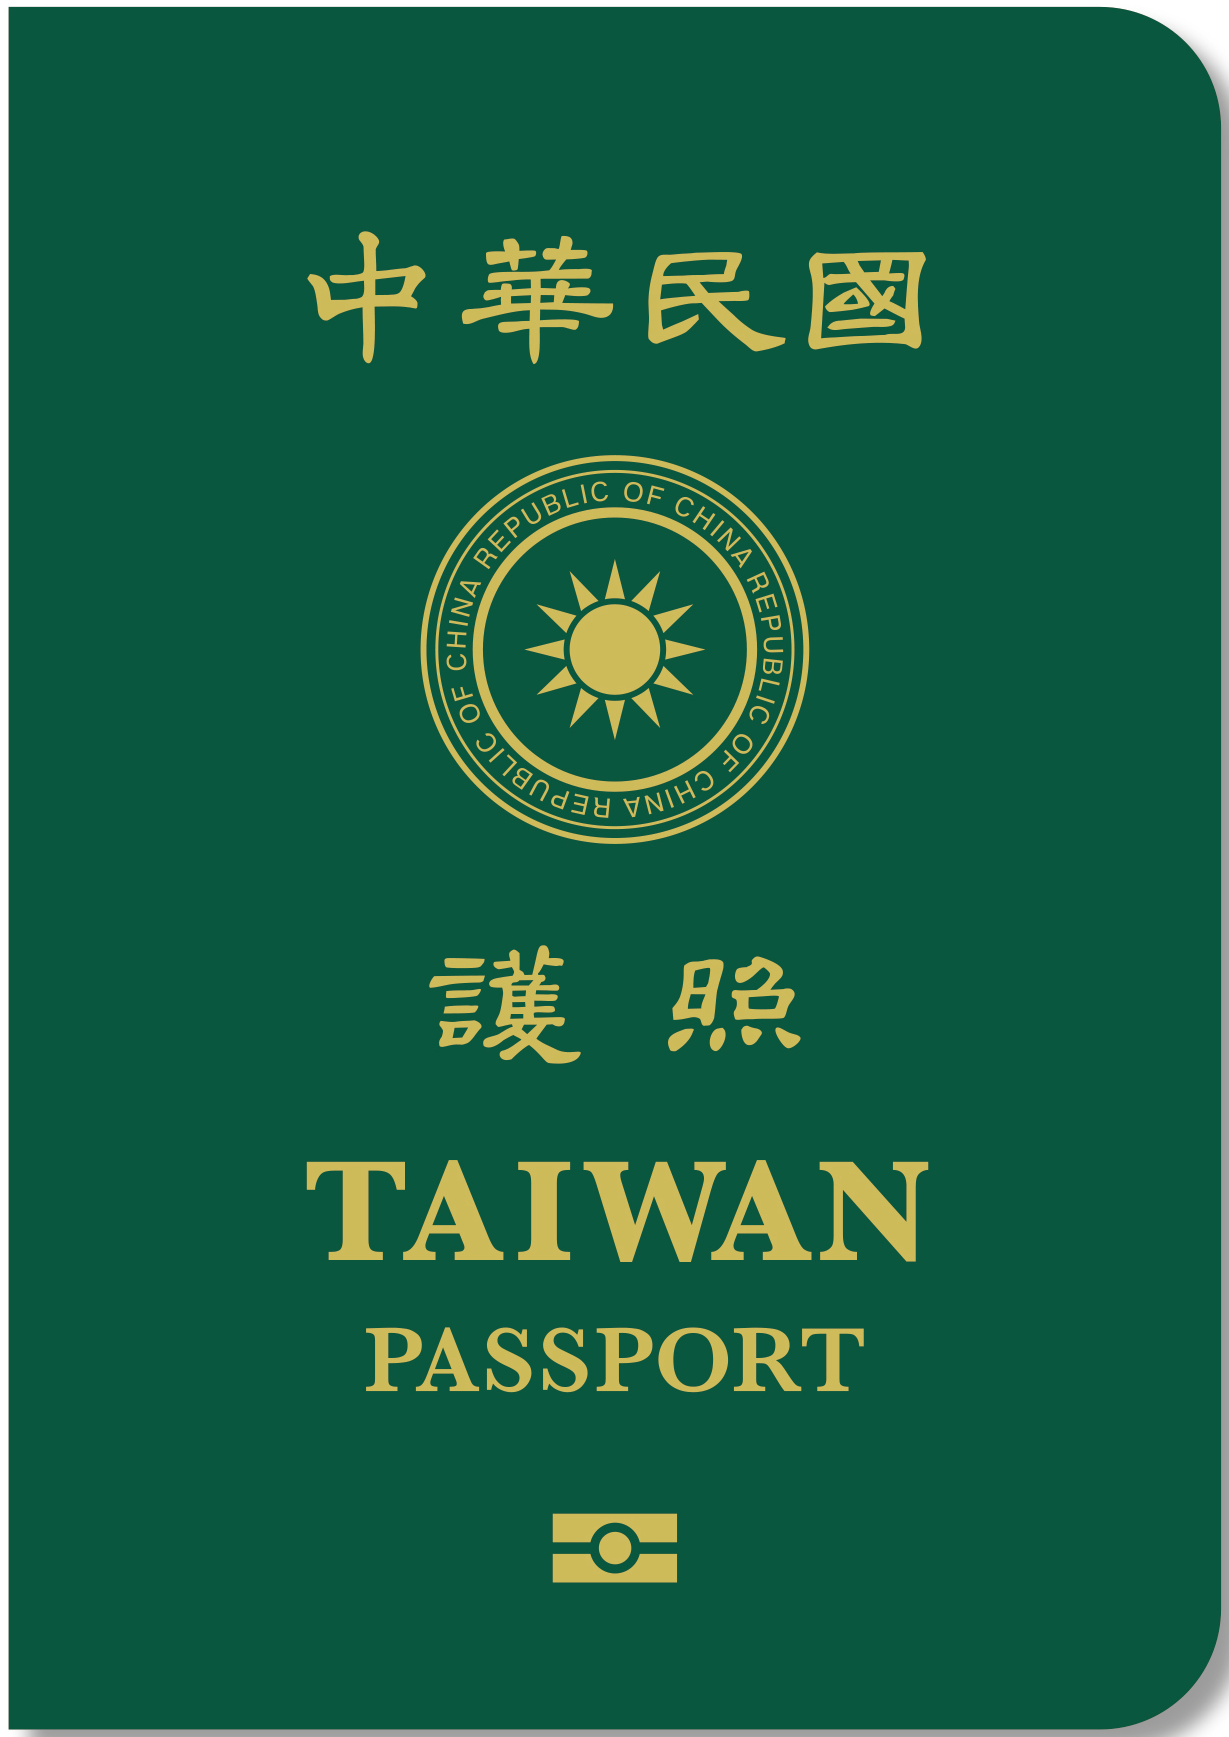 中華民國
REPUBLIC OF CHINA REPUBLIC OF CHINA REPUBLIC OF CHINA
護照
TAIWAN
PASSPORT